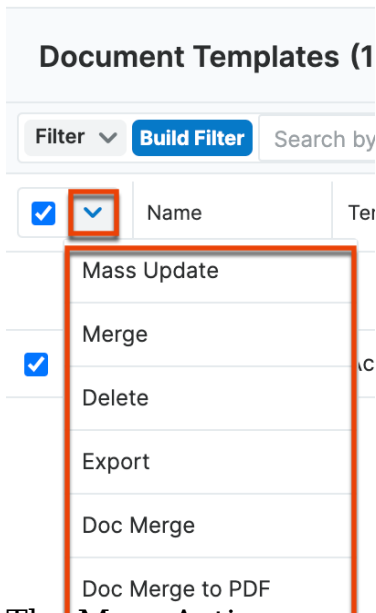 Document Templates (1
Filter Build Filter Search by
Name Ter
Mass Update
Merge
Delete
Export
Doc Merge
Doc Merge to PDF